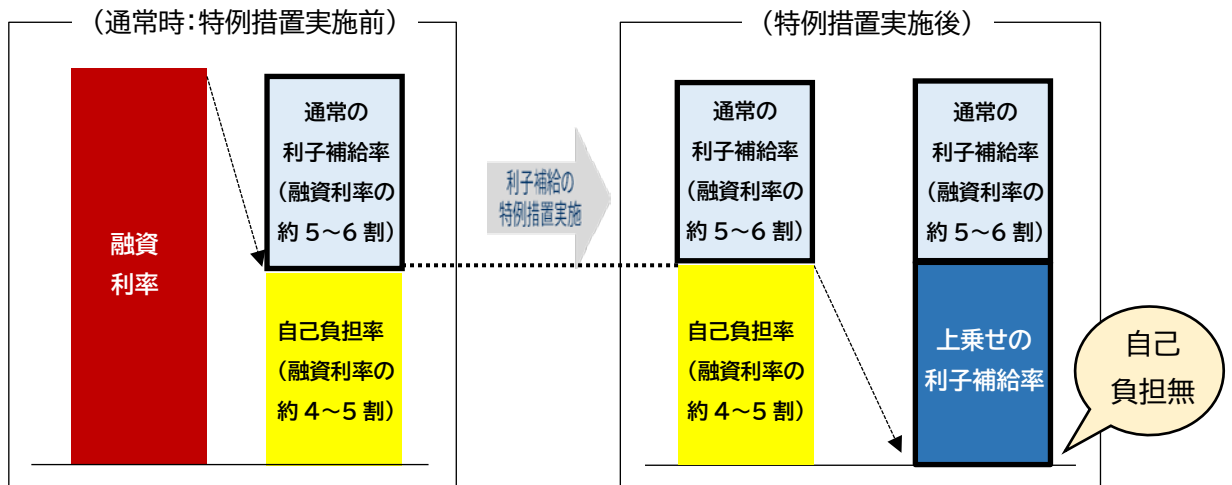 (通常時:特例措置実施前)
融資
利率
通常の
利子補給率
(融資利率の
約5~6割)
自己負担率
(融資利率の
約4~5割)
利子補給の
特例措置実施
(特例措置実施後)
通常の
利子補給率
(融資利率の
約5~6割)
自己負担率
(融資利率の
約4~5割)
通常の
利子補給率
(融資利率の
約5~6割)
上乗せの
利子補給率
自己
負担無